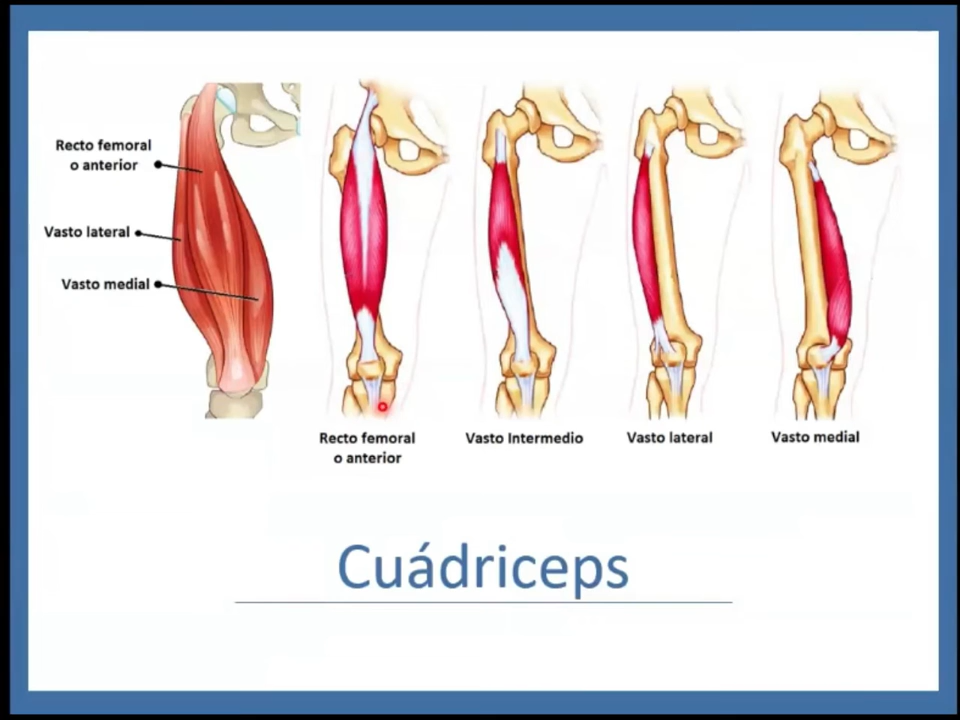 Recto femoral
o anterior
Vasto lateral
Vasto medial
Recto femoral
o anterior
Vasto Intermedio
Vasto lateral
Vasto medial
Cuádriceps